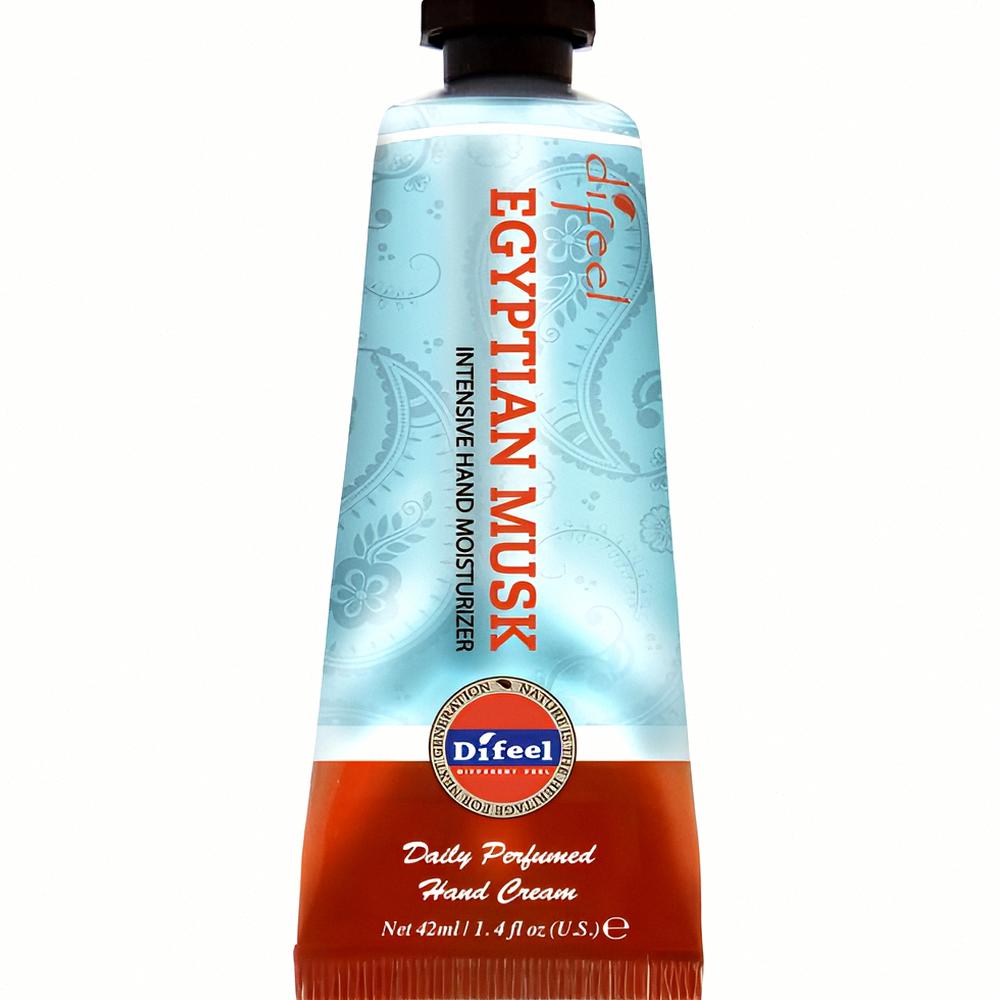 difeel
EGYPTIAN MUSK
INTENSIVE HAND MOISTURIZER
NATURE IS THE HERITAGE FOR NEXT GENERATION
Difeel
DIFFERENT FEEL
Daily Perfumed
Hand Cream
Net 42ml / 1.4 fl oz (U.S.) ℮